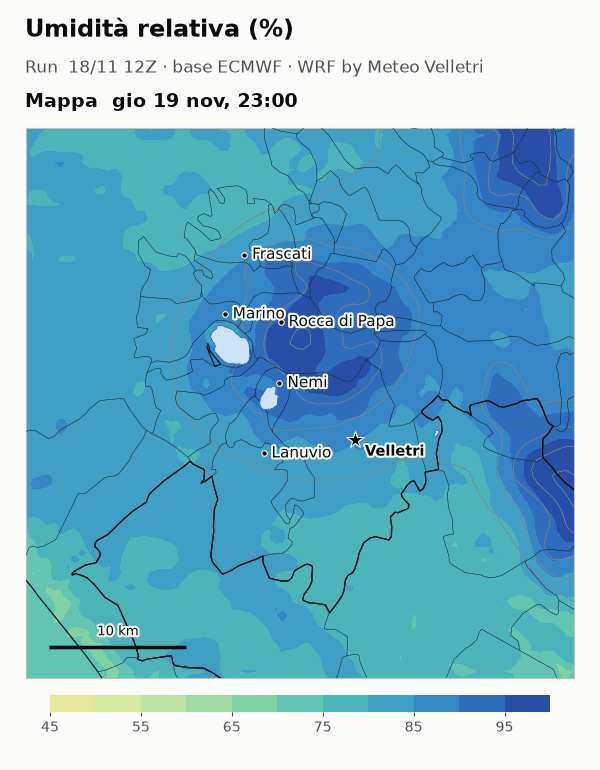 Umidità relativa (%)
Run  18/11 12Z · base ECMWF · WRF by Meteo Velletri
Mappa  gio 19 nov, 23:00
Frascati
Marino
Rocca di Papa
Nemi
Velletri
Lanuvio
10 km
45 55 65 75 85 95